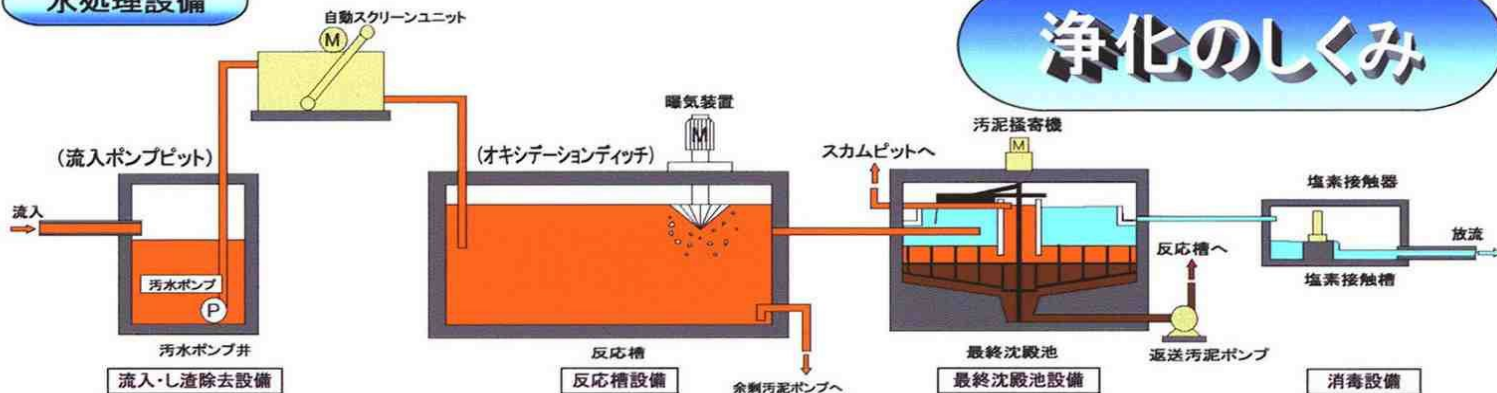 水処理設備
浄化のしくみ
自動スクリーンユニット
M
(流入ポンプピット)
流入
汚水ポンプ
P
汚水ポンプ井
流入・し渣除去設備
曝気装置
M
(オキシデーションディッチ)
反応槽
反応槽設備
余剰汚泥ポンプへ
汚泥掻寄機
M
スカムピットへ
最終沈殿池
最終沈殿池設備
反応槽へ
返送汚泥ポンプ
塩素接触器
放流
塩素接触槽
消毒設備